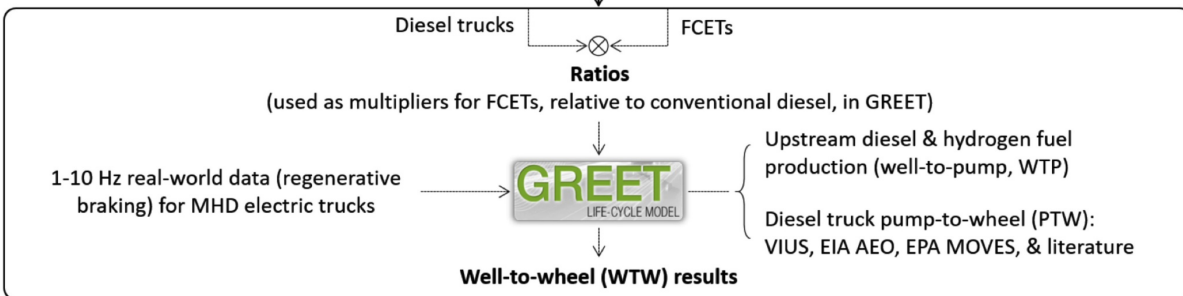 Diesel trucks
FCETs
Ratios
(used as multipliers for FCETs, relative to conventional diesel, in GREET)
1-10 Hz real-world data (regenerative
braking) for MHD electric trucks
GREET
LIFE-CYCLE MODEL
Upstream diesel & hydrogen fuel
production (well-to-pump, WTP)
Diesel truck pump-to-wheel (PTW):
VIUS, EIA AEO, EPA MOVES, & literature
Well-to-wheel (WTW) results